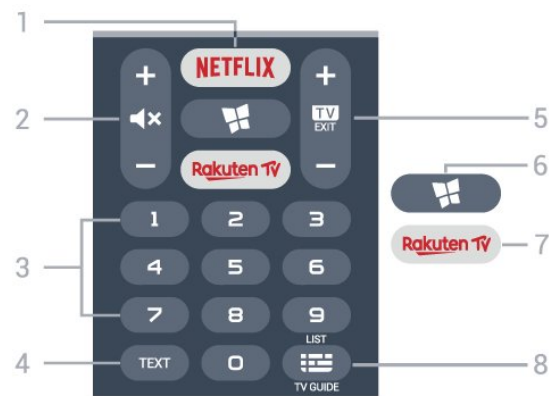 1
NETFLIX
+ +
2
TV
EXIT
5
6
- -
Rakuten TV
1 2 3
Rakuten TV
7
3
4 5 6
7 8 9
LIST
4
TEXT 0
8
TV GUIDE